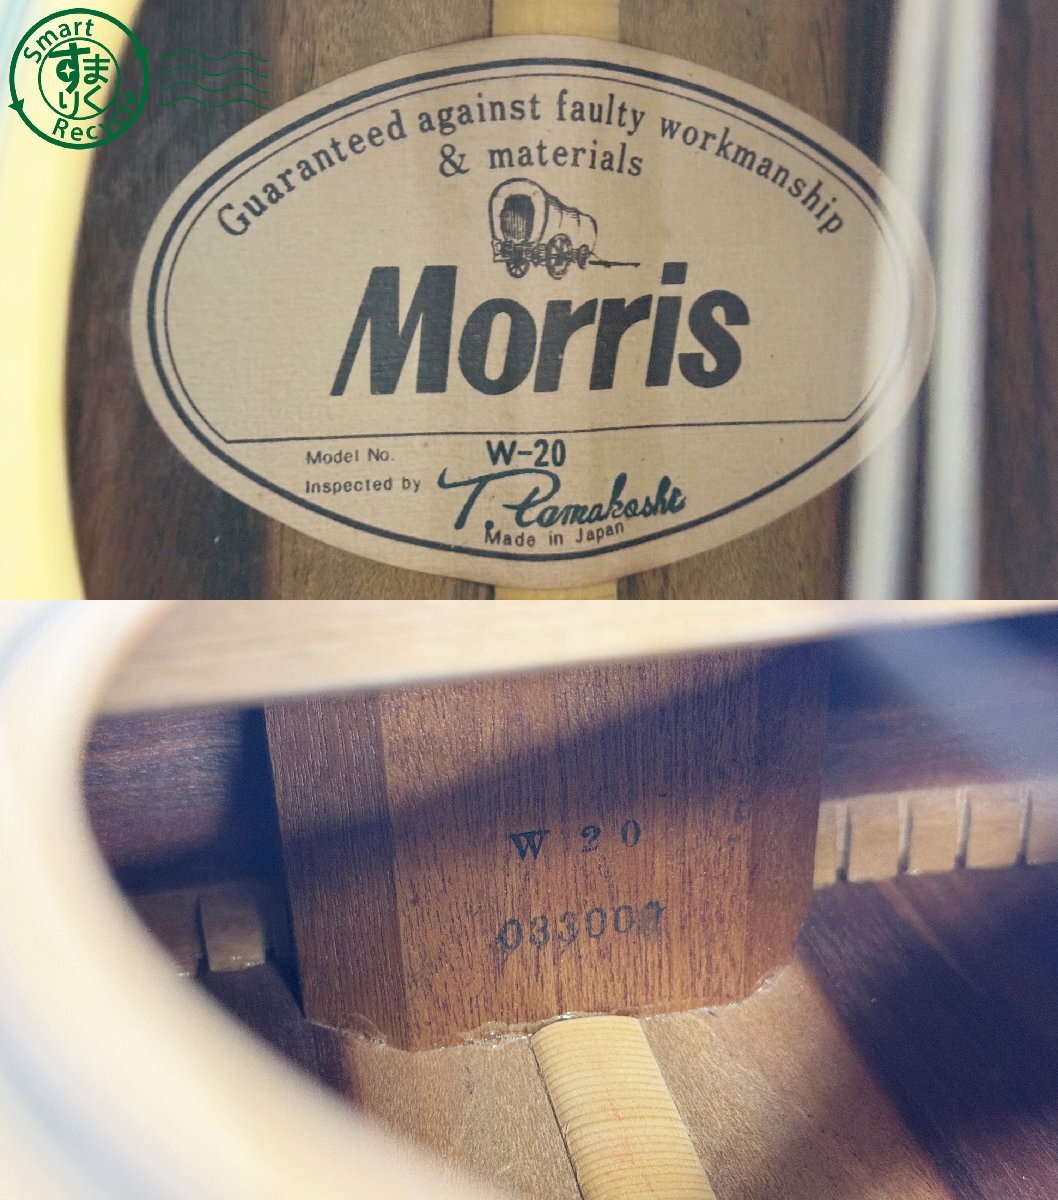 Smart
すまりく
Recycle
Guaranteed against faulty workmanship
& materials
Morris
Model No. W-20
Inspected by
Made in Japan
W 20